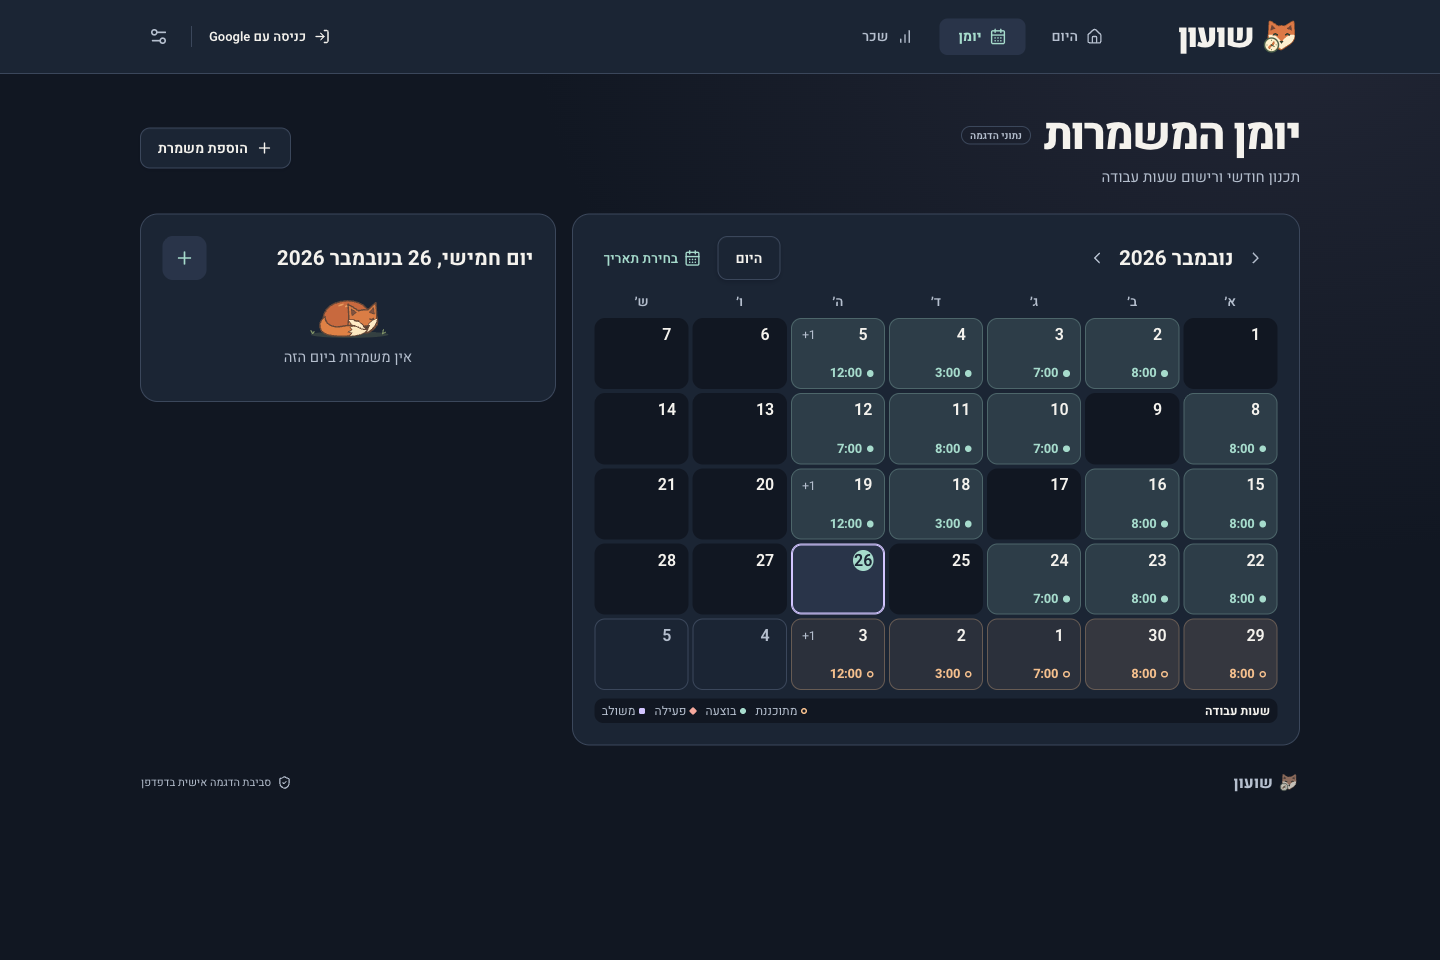 שועון
היום
יומן
שכר
כניסה עם Google
יומן המשמרות
נתוני הדגמה
תכנון חודשי ורישום שעות עבודה
הוספת משמרת
נובמבר 2026
היום
בחירת תאריך
א׳ ב׳ ג׳ ד׳ ה׳ ו׳ ש׳
1 2 3 4 5 +1 6 7
8:00 7:00 3:00 12:00
8 9 10 11 12 13 14
8:00 7:00 8:00 7:00
15 16 17 18 19 +1 20 21
8:00 8:00 3:00 12:00
22 23 24 25 26 27 28
8:00 8:00 7:00
29 30 1 2 3 +1 4 5
8:00 8:00 7:00 3:00 12:00
שעות עבודה
מתוכננת בוצעה פעילה משולב
יום חמישי, 26 בנובמבר 2026
אין משמרות ביום הזה
שועון
סביבת הדגמה אישית בדפדפן